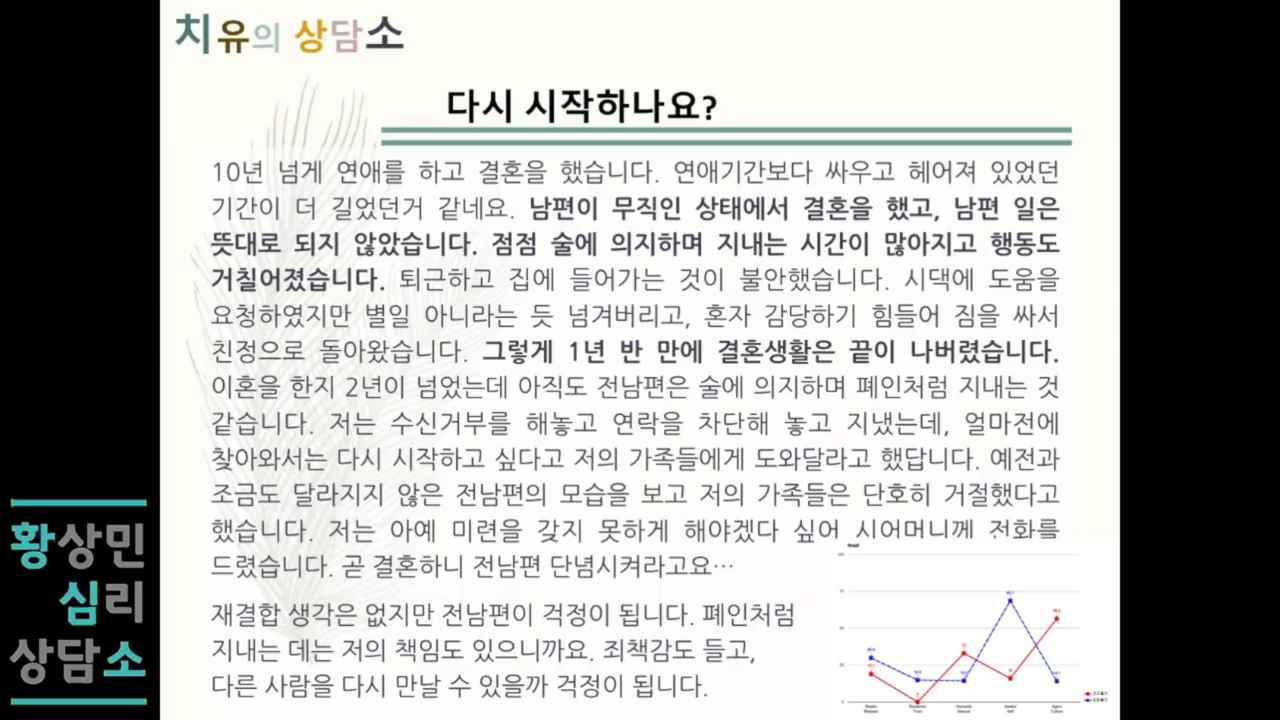 치유의 상담소
다시 시작하나요?
10년 넘게 연애를 하고 결혼을 했습니다. 연애기간보다 싸우고 헤어져 있었던
기간이 더 길었던거 같네요. 남편이 무직인 상태에서 결혼을 했고, 남편 일은
뜻대로 되지 않았습니다. 점점 술에 의지하며 지내는 시간이 많아지고 행동도
거칠어졌습니다. 퇴근하고 집에 들어가는 것이 불안했습니다. 시댁에 도움을
요청하였지만 별일 아니라는 듯 넘겨버리고, 혼자 감당하기 힘들어 짐을 싸서
친정으로 돌아왔습니다. 그렇게 1년 반 만에 결혼생활은 끝이 나버렸습니다.
이혼을 한지 2년이 넘었는데 아직도 전남편은 술에 의지하며 폐인처럼 지내는 것
같습니다. 저는 수신거부를 해놓고 연락을 차단해 놓고 지냈는데, 얼마전에
찾아와서는 다시 시작하고 싶다고 저의 가족들에게 도와달라고 했답니다. 예전과
조금도 달라지지 않은 전남편의 모습을 보고 저의 가족들은 단호히 거절했다고
했습니다. 저는 아예 미련을 갖지 못하게 해야겠다 싶어 시어머니께 전화를
드렸습니다. 곧 결혼하니 전남편 단념시켜라고요…
재결합 생각은 없지만 전남편이 걱정이 됩니다. 폐인처럼
지내는 데는 저의 책임도 있으니까요. 죄책감도 들고,
다른 사람을 다시 만날 수 있을까 걱정이 됩니다.
Result
황상민
심리
상담소